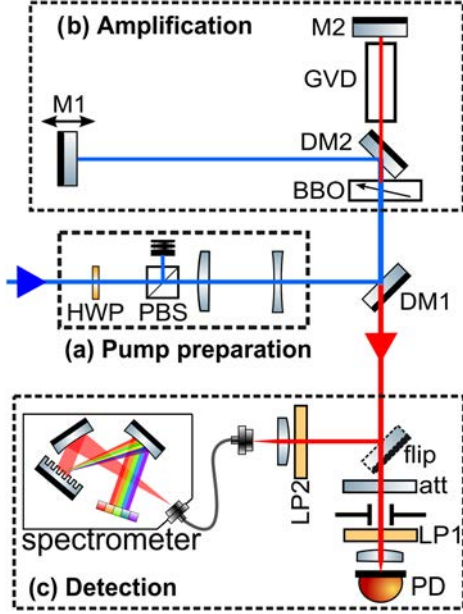 (b) Amplification
M2
GVD
M1
DM2
BBO
HWP
PBS
DM1
(a) Pump preparation
flip
att
LP2
LP1
spectrometer
PD
(c) Detection